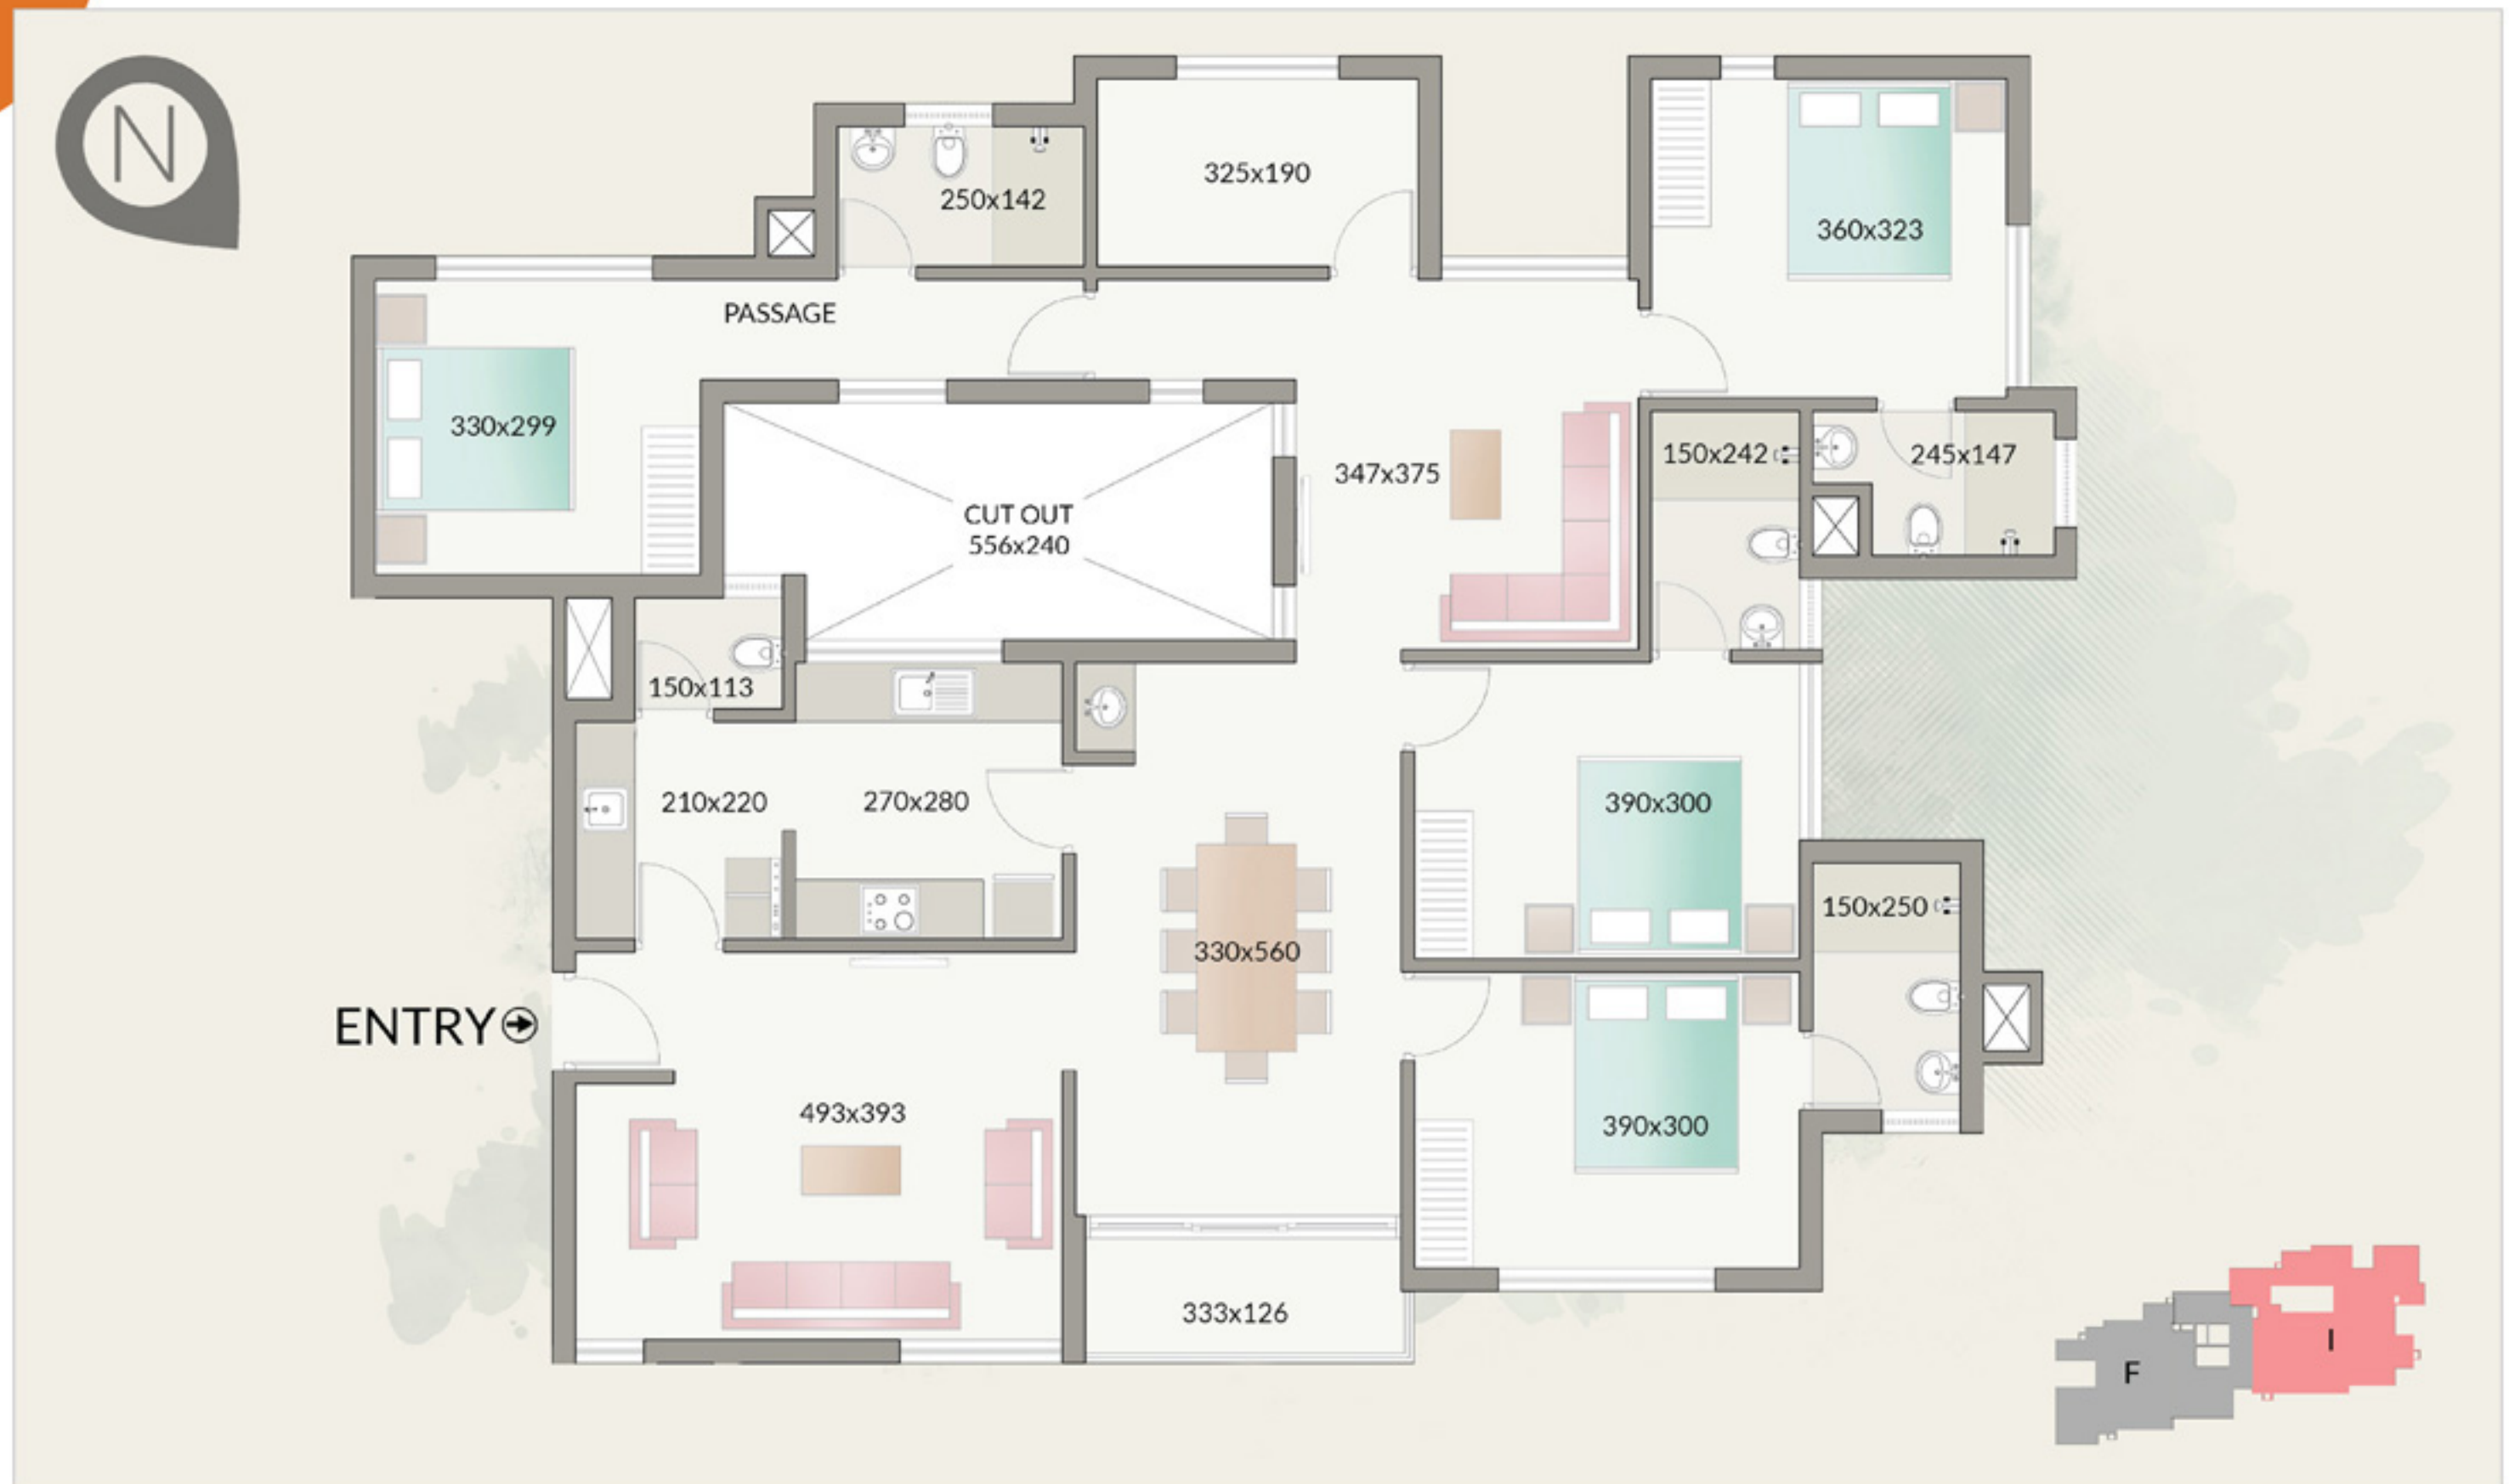 N
325x190
250x142
360x323
PASSAGE
330x299
150x242
245x147
347x375
CUT OUT
556x240
150x113
210x220
270x280
390x300
150x250
330x560
ENTRY
493x393
390x300
333x126
I
F